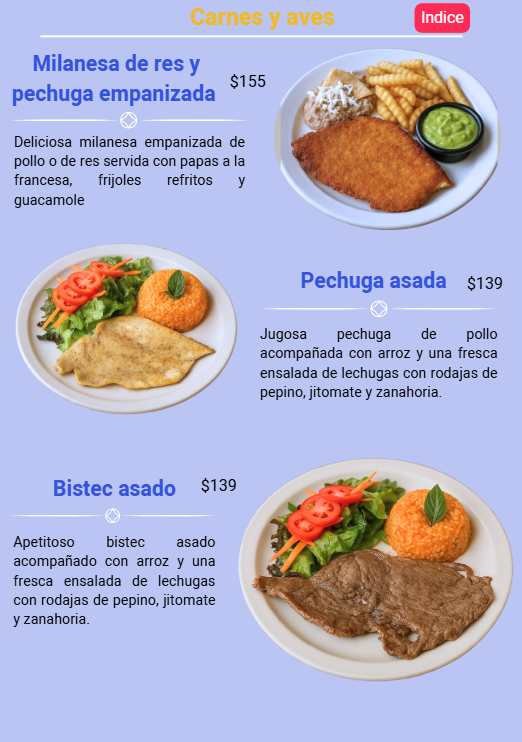 Carnes y aves
Indice
Milanesa de res y
pechuga empanizada
$155
Deliciosa milanesa empanizada de
pollo o de res servida con papas a la
francesa, frijoles refritos y
guacamole
Pechuga asada
$139
Jugosa pechuga de pollo
acompañada con arroz y una fresca
ensalada de lechugas con rodajas de
pepino, jitomate y zanahoria.
Bistec asado
$139
Apetitoso bistec asado
acompañado con arroz y una
fresca ensalada de lechugas
con rodajas de pepino, jitomate
y zanahoria.